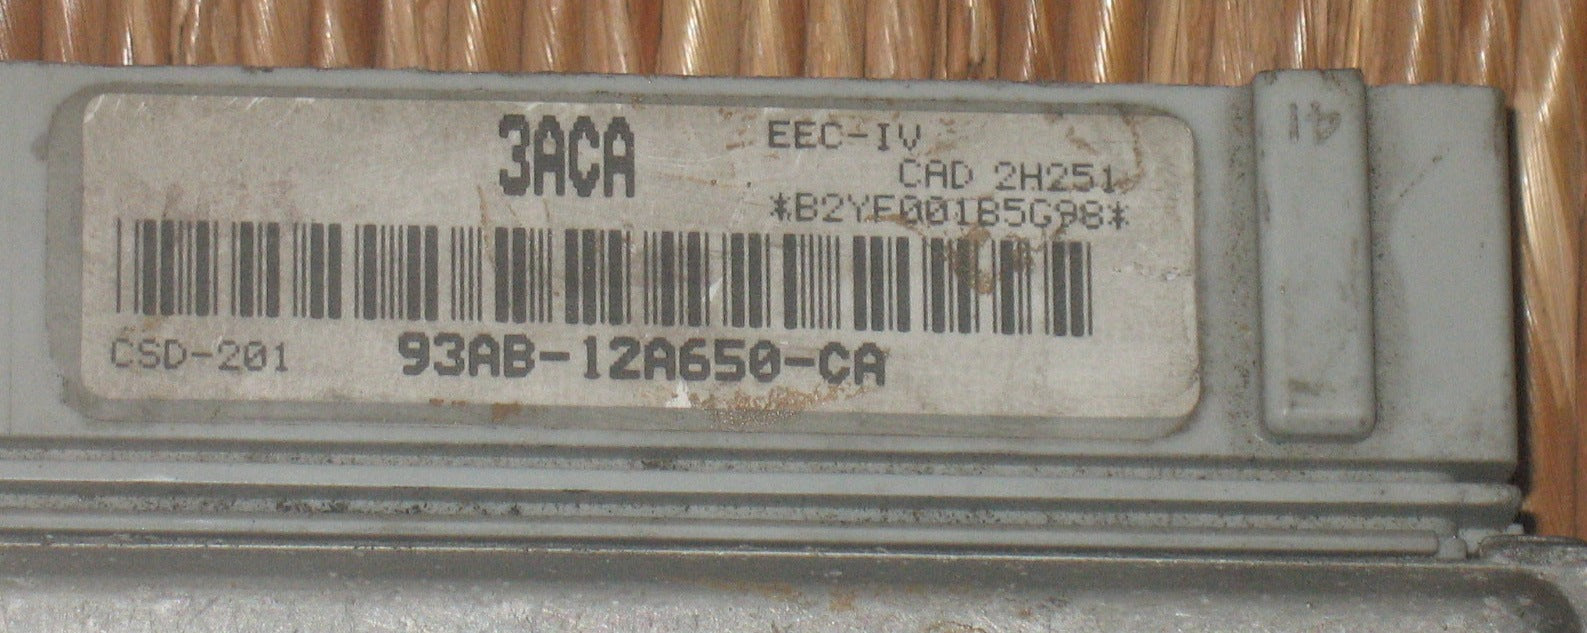 3ACA
EEC-IV
CAD 2H251
*B2YF001B5G98*
CSD-201
93AB-12A650-CA
41